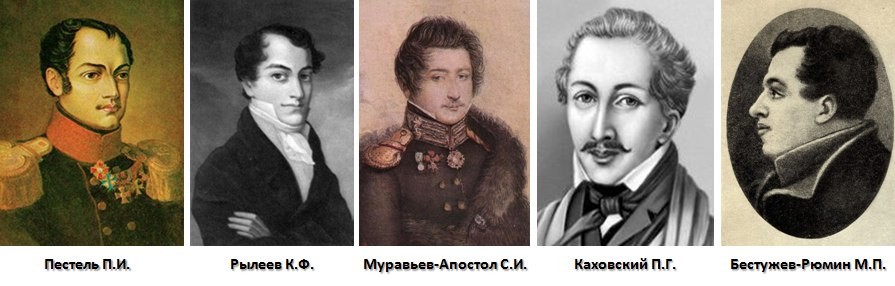 Пестель П.И.
Рылеев К.Ф.
Муравьев-Апостол С.И.
Каховский П.Г.
Бестужев-Рюмин М.П.